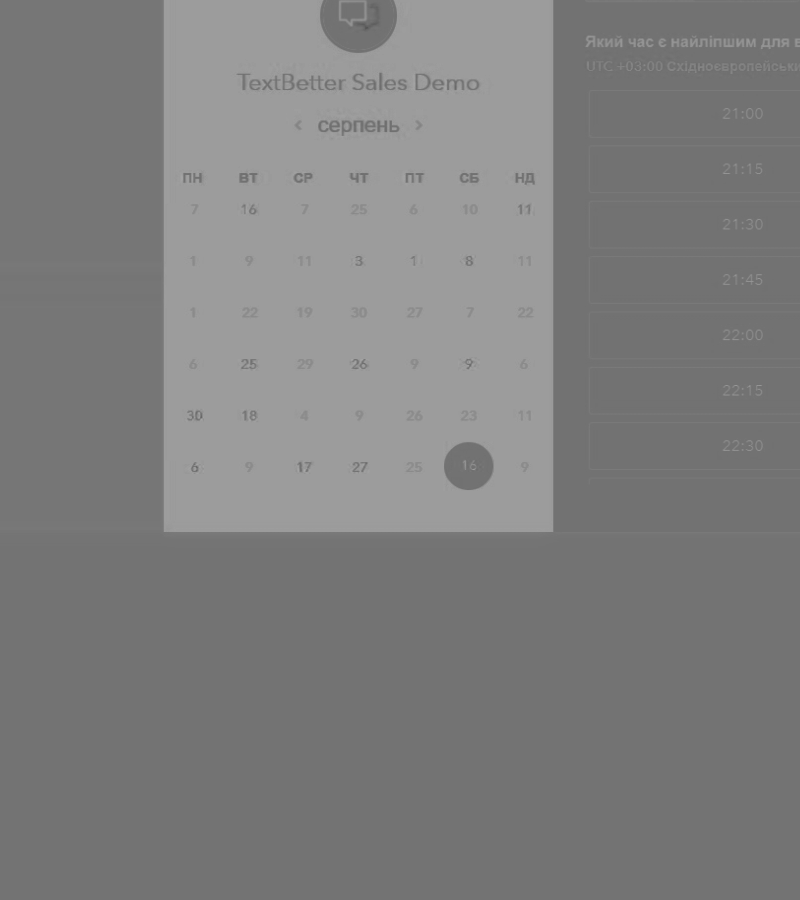 TextBetter Sales Demo
< серпень >
ПН ВТ СР ЧТ ПТ СБ НД
7 16 7 25 6 10 11
1 9 11 3 1 8 11
1 22 19 30 27 7 22
6 25 29 26 9 9 6
30 18 4 9 26 23 11
6 9 17 27 25 16 9
Який час є найліпшим для
UTC +03:00 Східноєвропейськи
21:00
21:15
21:30
21:45
22:00
22:15
22:30